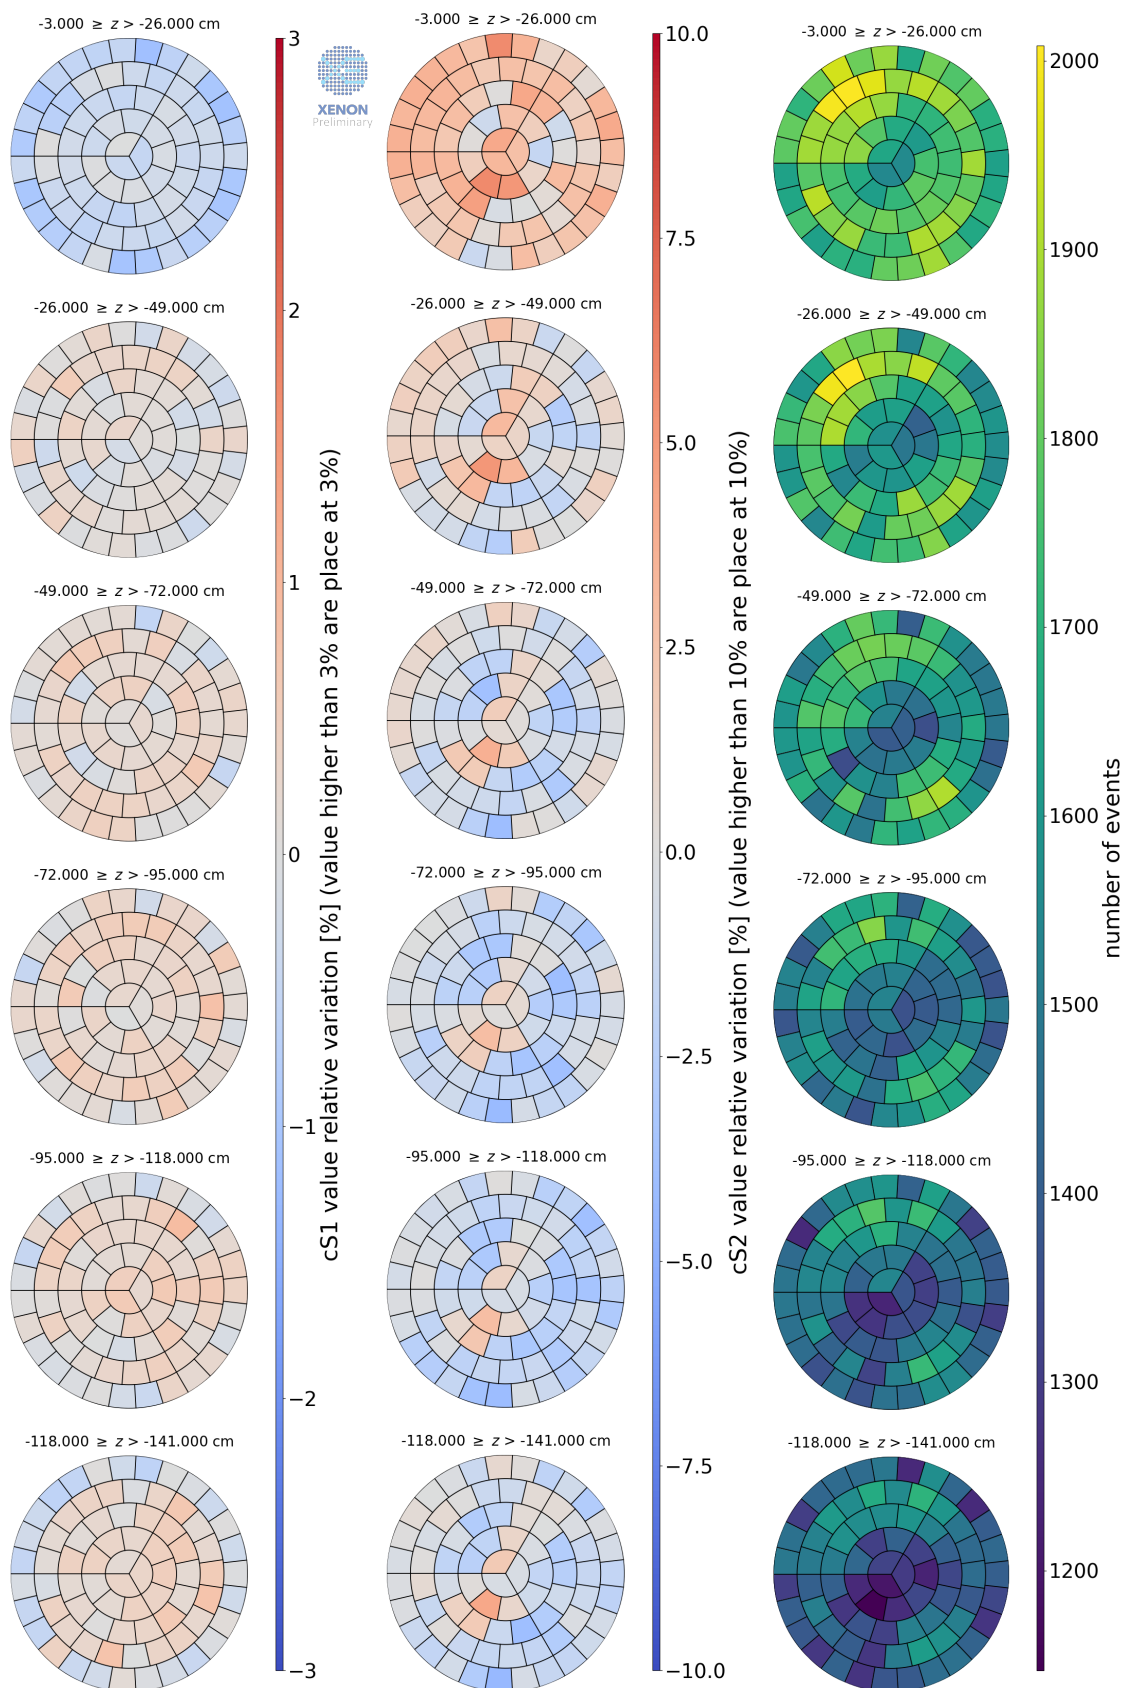 -3.000 ≥ z > -26.000 cm
-26.000 ≥ z > -49.000 cm
-49.000 ≥ z > -72.000 cm
-72.000 ≥ z > -95.000 cm
-95.000 ≥ z > -118.000 cm
-118.000 ≥ z > -141.000 cm
3
2
1
0
−1
−2
−3
cS1 value relative variation [%] (value higher than 3% are place at 3%)
XENON
Preliminary
-3.000 ≥ z > -26.000 cm
-26.000 ≥ z > -49.000 cm
-49.000 ≥ z > -72.000 cm
-72.000 ≥ z > -95.000 cm
-95.000 ≥ z > -118.000 cm
-118.000 ≥ z > -141.000 cm
10.0
7.5
5.0
2.5
0.0
−2.5
−5.0
−7.5
−10.0
cS2 value relative variation [%] (value higher than 10% are place at 10%)
-3.000 ≥ z > -26.000 cm
-26.000 ≥ z > -49.000 cm
-49.000 ≥ z > -72.000 cm
-72.000 ≥ z > -95.000 cm
-95.000 ≥ z > -118.000 cm
-118.000 ≥ z > -141.000 cm
2000
1900
1800
1700
1600
1500
1400
1300
1200
number of events